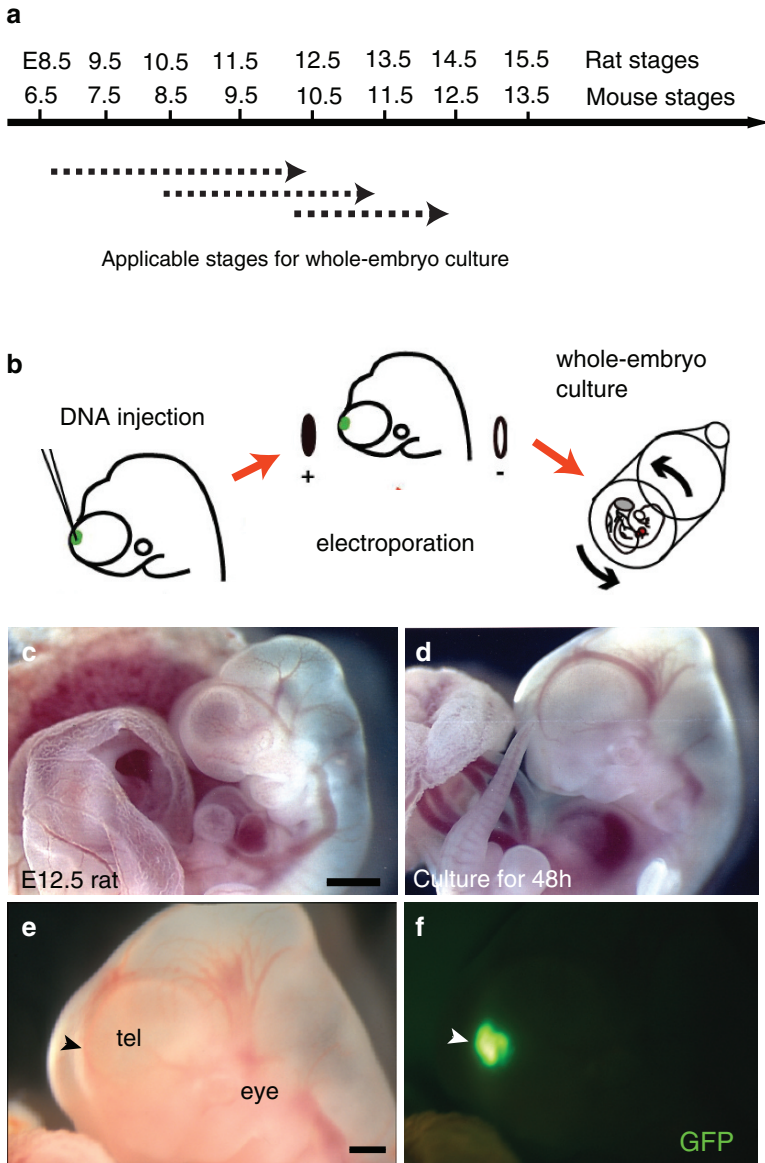 a
E8.5 9.5 10.5 11.5 12.5 13.5 14.5 15.5 Rat stages
6.5 7.5 8.5 9.5 10.5 11.5 12.5 13.5 Mouse stages
Applicable stages for whole-embryo culture
b
DNA injection
+
-
electroporation
whole-embryo
culture
c
E12.5 rat
d
Culture for 48h
e
tel
eye
f
GFP